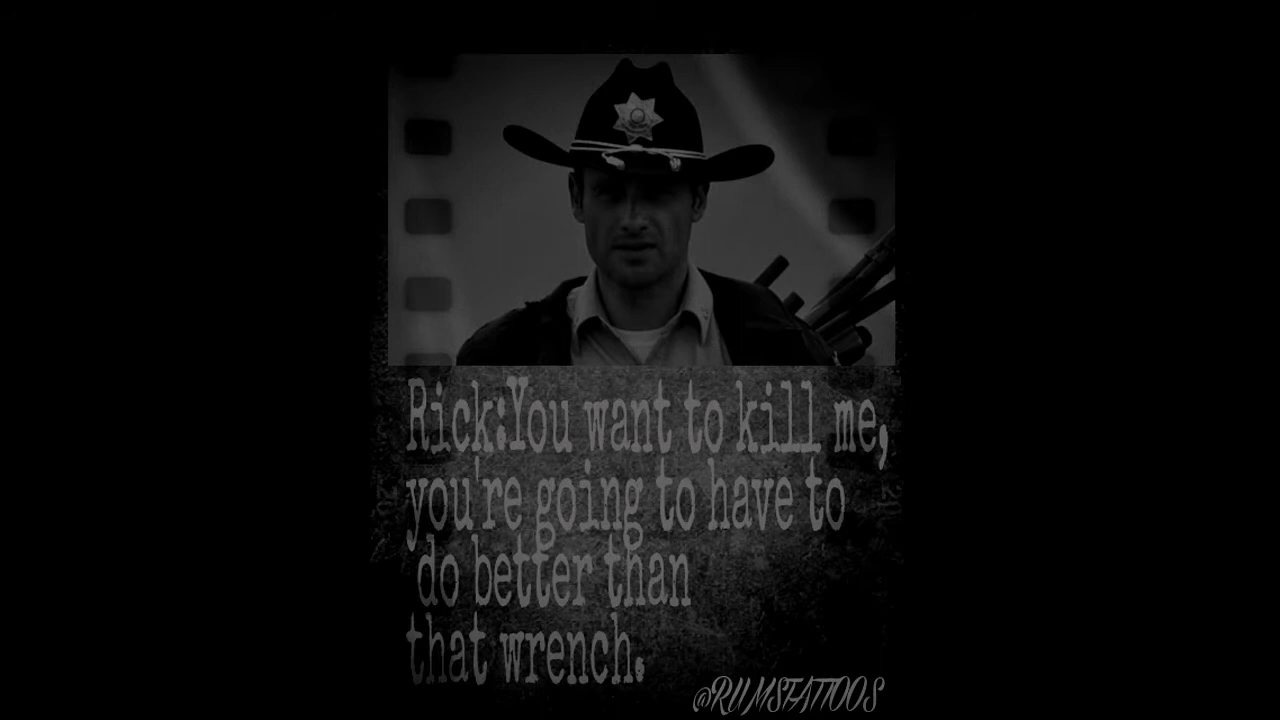 Rick:You want to kill me,
you're going to have to
do better than
that wrench.
@RUMSTATTOOS